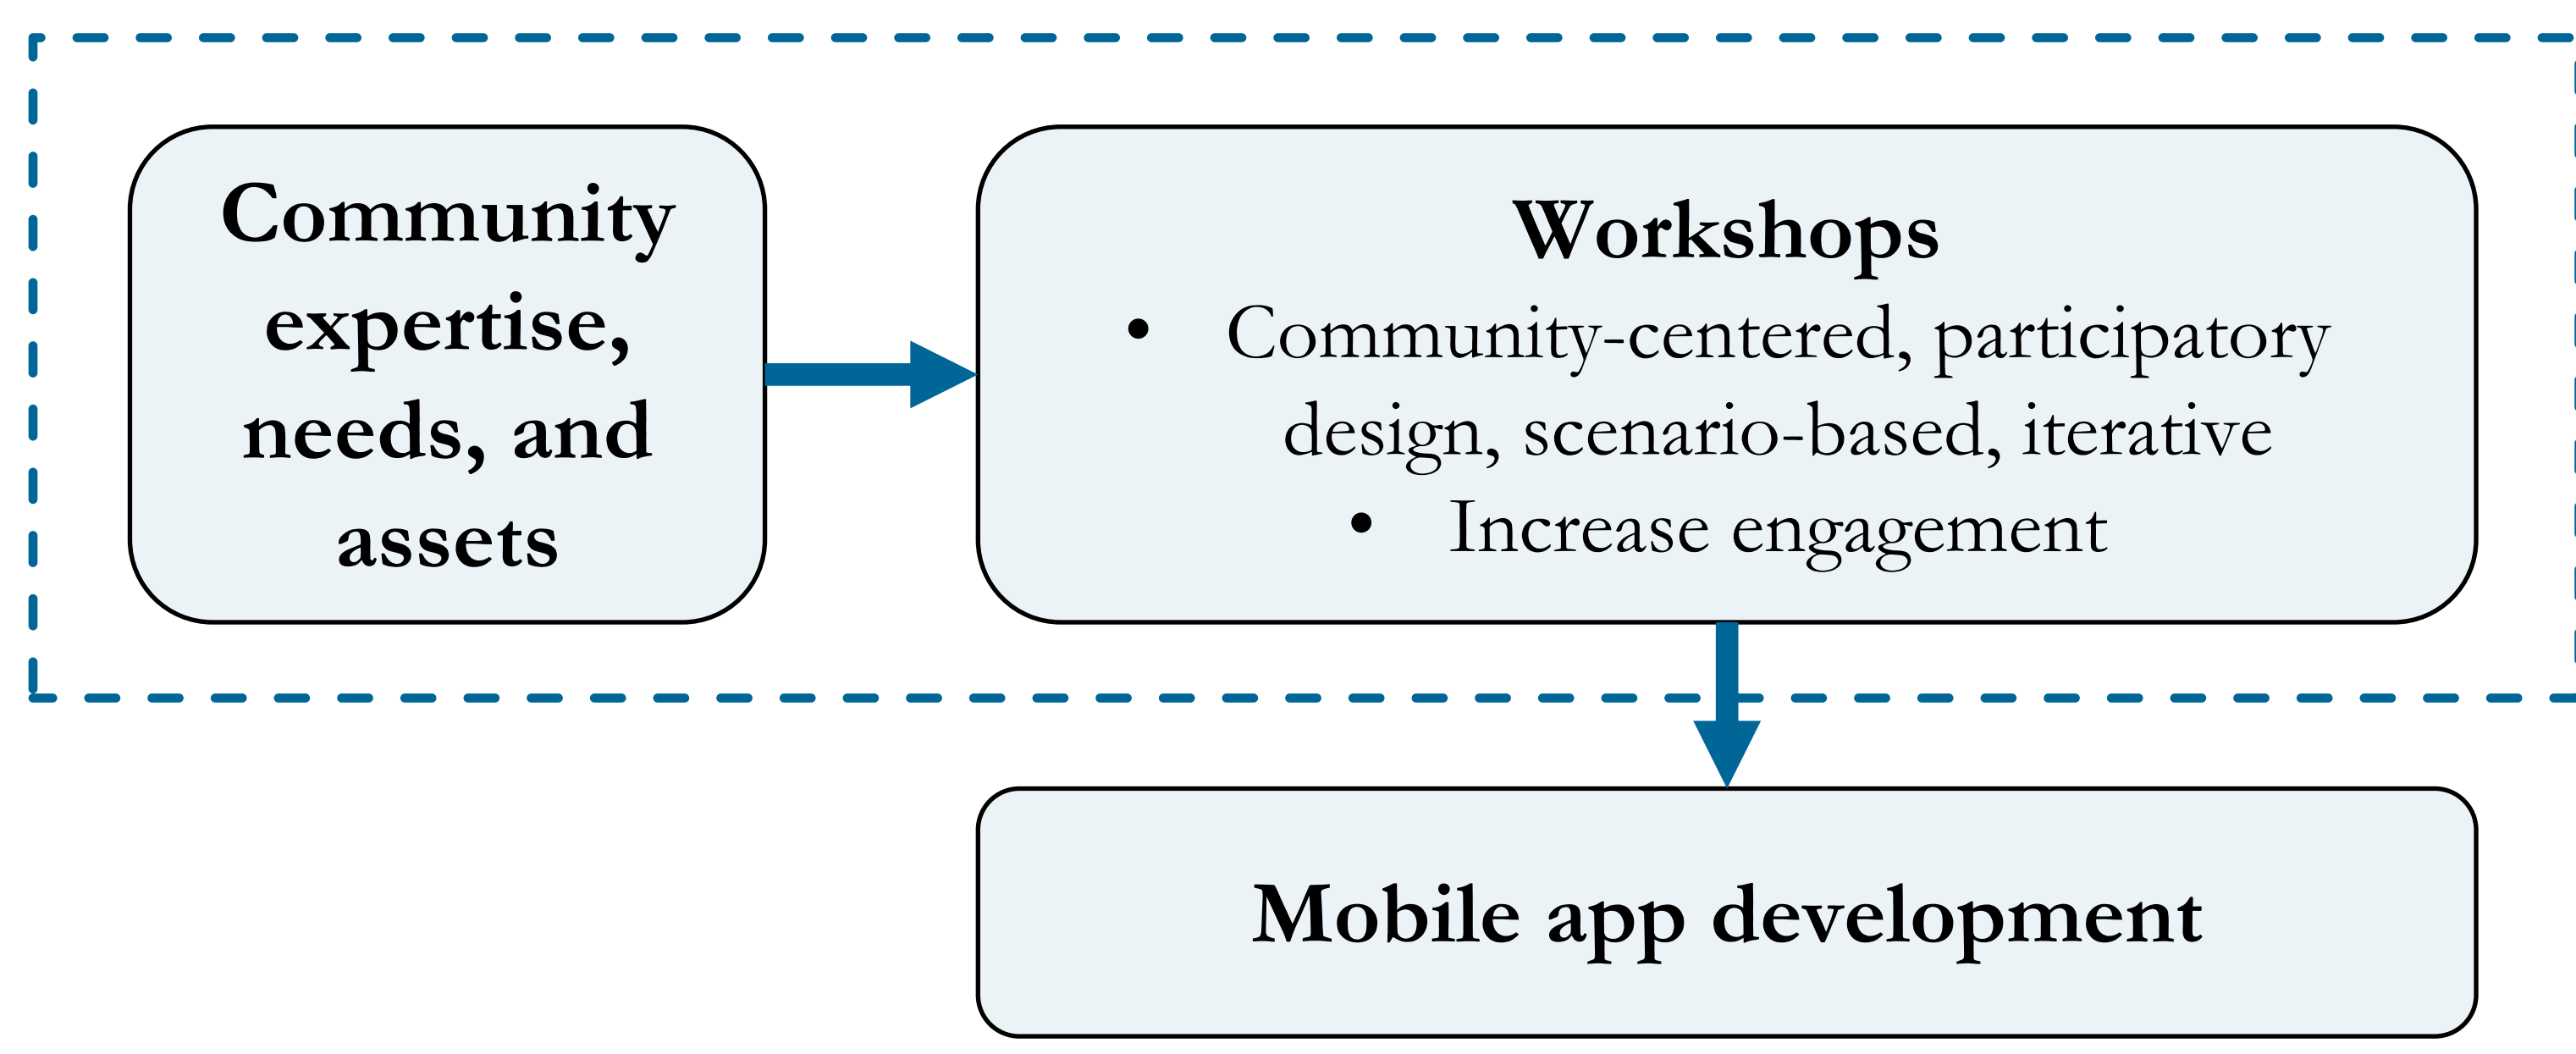 Community
expertise,
needs, and
assets
Workshops
• Community-centered, participatory
design, scenario-based, iterative
• Increase engagement
Mobile app development